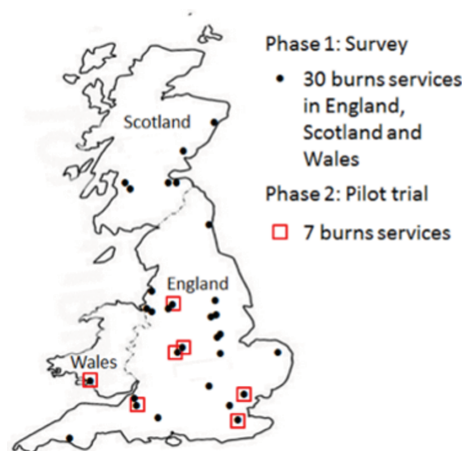 Phase 1: Survey
• 30 burns services
in England,
Scotland and
Wales
Phase 2: Pilot trial
7 burns services
Scotland
England
Wales